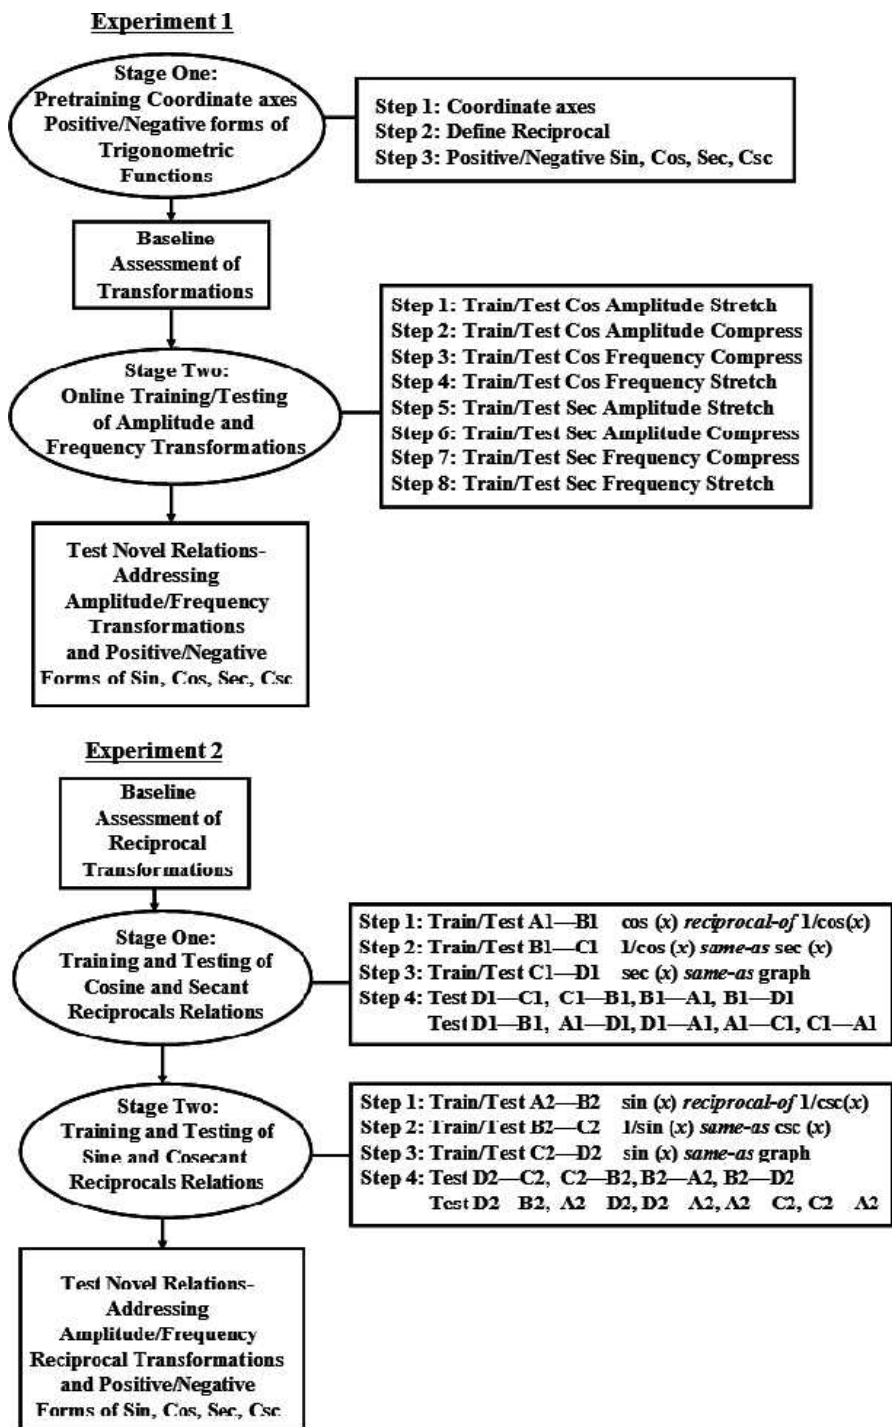 Experiment 1
Stage One:
Pretraining Coordinate axes
Positive/Negative forms of
Trigonometric
Functions
Step 1: Coordinate axes
Step 2: Define Reciprocal
Step 3: Positive/Negative Sin, Cos, Sec, Csc
Baseline
Assessment of
Transformations
Stage Two:
Online Training/Testing
of Amplitude and
Frequency Transformations
Step 1: Train/Test Cos Amplitude Stretch
Step 2: Train/Test Cos Amplitude Compress
Step 3: Train/Test Cos Frequency Compress
Step 4: Train/Test Cos Frequency Stretch
Step 5: Train/Test Sec Amplitude Stretch
Step 6: Train/Test Sec Amplitude Compress
Step 7: Train/Test Sec Frequency Compress
Step 8: Train/Test Sec Frequency Stretch
Test Novel Relations-
Addressing
Amplitude/Frequency
Transformations
and Positive/Negative
Forms of Sin, Cos, Sec, Csc
Experiment 2
Baseline
Assessment of
Reciprocal
Transformations
Stage One:
Training and Testing of
Cosine and Secant
Reciprocals Relations
Step 1: Train/Test A1—B1 cos (x) reciprocal-of 1/cos(x)
Step 2: Train/Test B1—C1 1/cos (x) same-as sec (x)
Step 3: Train/Test C1—D1 sec (x) same-as graph
Step 4: Test D1—C1, C1—B1, B1—A1, B1—D1
Test D1—B1, A1—D1, D1—A1, A1—C1, C1—A1
Stage Two:
Training and Testing of
Sine and Cosecant
Reciprocals Relations
Step 1: Train/Test A2—B2 sin (x) reciprocal-of 1/csc(x)
Step 2: Train/Test B2—C2 1/sin (x) same-as csc (x)
Step 3: Train/Test C2—D2 sin (x) same-as graph
Step 4: Test D2—C2, C2—B2, B2—A2, B2—D2
Test D2 B2, A2 D2, D2 A2, A2 C2, C2 A2
Test Novel Relations-
Addressing
Amplitude/Frequency
Reciprocal Transformations
and Positive/Negative
Forms of Sin, Cos, Sec, Csc